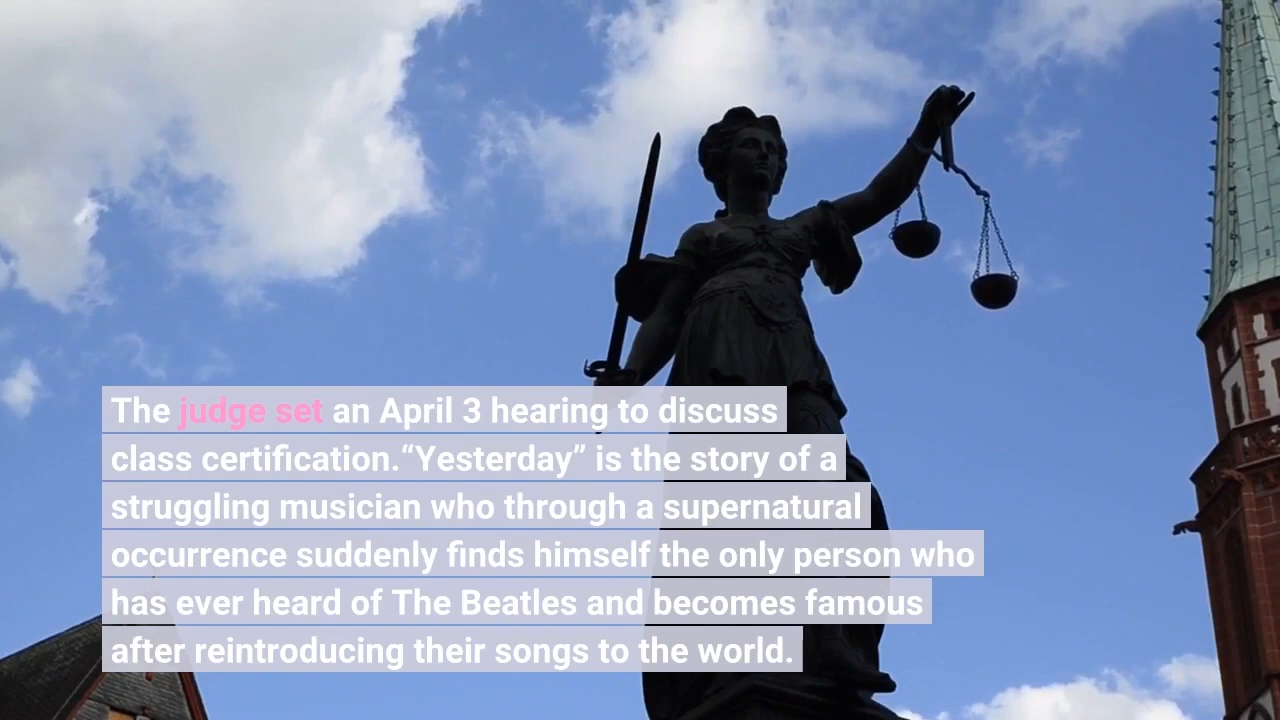 The judge set an April 3 hearing to discuss
class certification.“Yesterday” is the story of a
struggling musician who through a supernatural
occurrence suddenly finds himself the only person who
has ever heard of The Beatles and becomes famous
after reintroducing their songs to the world.